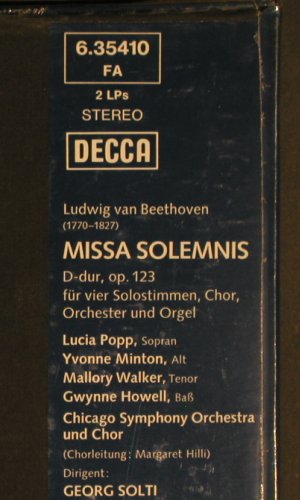 6.35410
FA
2 LPs
STEREO
DECCA
Ludwig van Beethoven
(1770–1827)
MISSA SOLEMNIS
D-dur, op. 123
für vier Solostimmen, Chor,
Orchester und Orgel
Lucia Popp, Sopran
Yvonne Minton, Alt
Mallory Walker, Tenor
Gwynne Howell, Baß
Chicago Symphony Orchestra
und Chor
(Chorleitung: Margaret Hilli)
Dirigent:
GEORG SOLTI